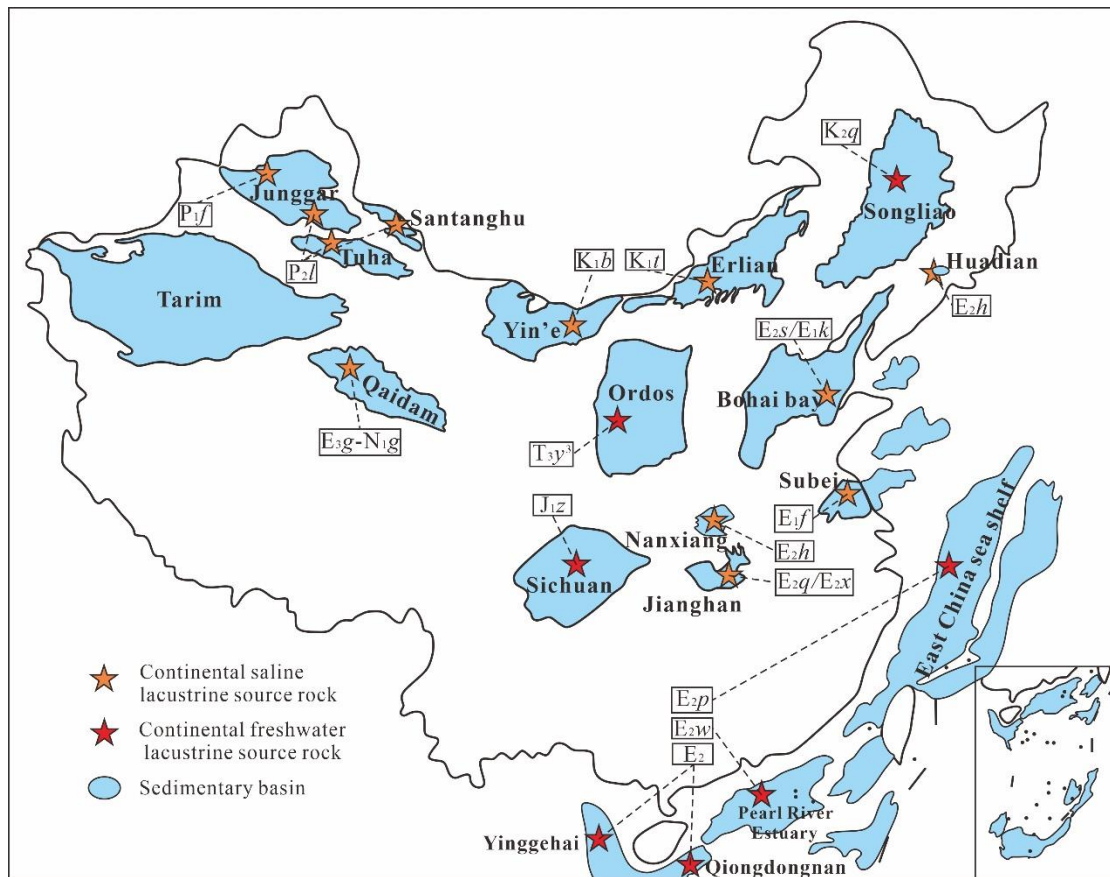 K₂q
Songliao
P₁f
Junggar
Santanghu
Tuha
P₂l
K₁b
K₁t
Erlian
Huadian
E₂h
Tarim
Yin'e
E₂s/E₁k
Qaidam
Ordos
Bohai bay
E₃g-N₁g
T₃y³
Subei
E₁f
J₁z
Nanxiang
E₂h
Sichuan
E₂q/E₂x
Jianghan
East China sea shelf
Continental saline
lacustrine source rock
Continental freshwater
lacustrine source rock
Sedimentary basin
E₂p
E₂w
E₂
Pearl River
Estuary
Yinggehai
Qiongdongnan